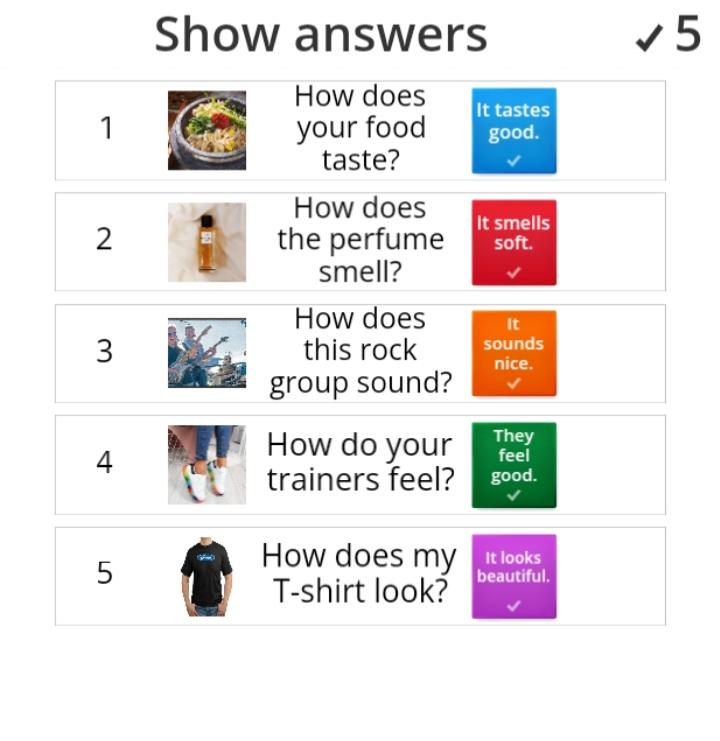 Show answers
✓ 5
1
How does
your food
taste?
It tastes
good.
2
How does
the perfume
smell?
It smells
soft.
3
How does
this rock
group sound?
It
sounds
nice.
4
How do your
trainers feel?
They
feel
good.
5
How does my
T-shirt look?
It looks
beautiful.